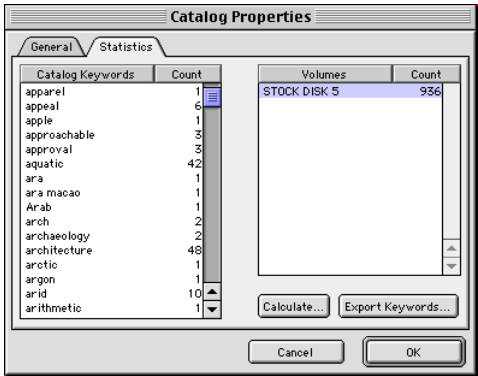 Catalog Properties
General Statistics
Catalog Keywords Count
apparel 1
appeal 6
apple 1
approachable 3
approval 3
aquatic 42
ara 1
ara macao 1
Arab 1
arch 2
archaeology 2
architecture 48
arctic 1
argon 1
arid 10
arithmetic 1
Volumes Count
STOCK DISK 5 936
Calculate... Export Keywords...
Cancel OK